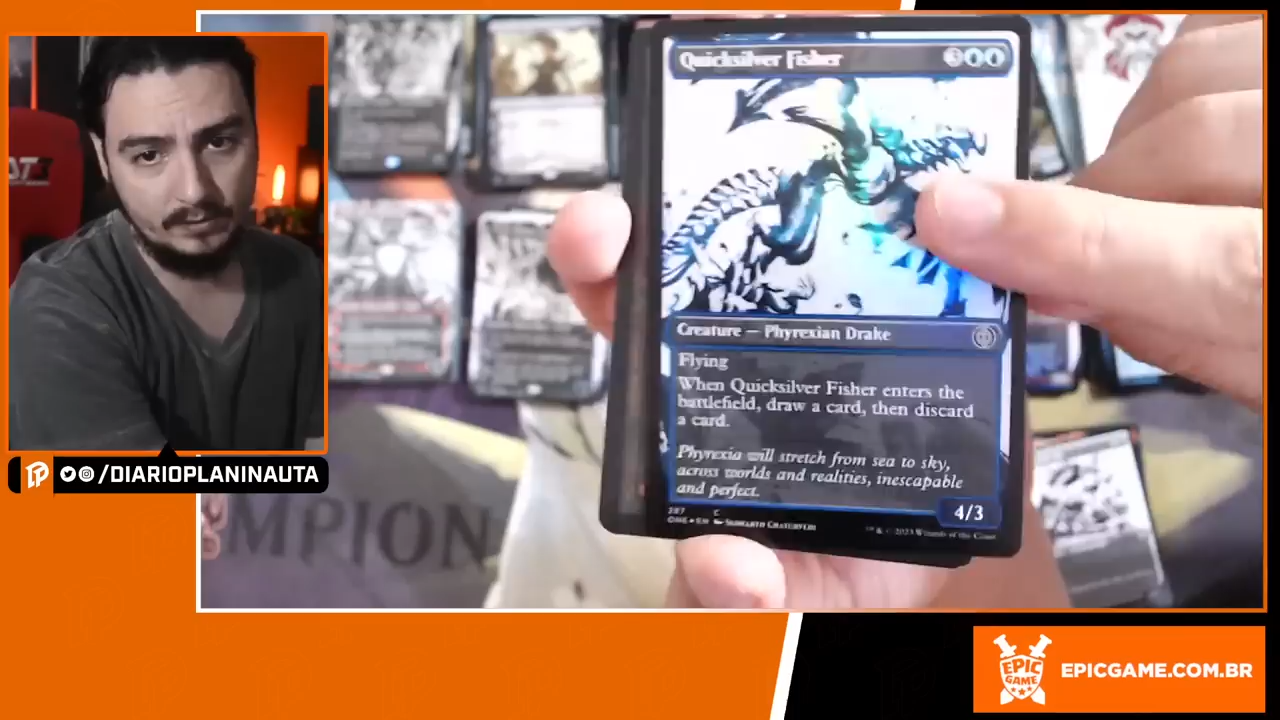 Quicksilver Fisher
Creature — Phyrexian Drake
Flying
When Quicksilver Fisher enters the
battlefield, draw a card, then discard
a card.
Phyrexia will stretch from sea to sky,
across worlds and realities, inescapable
and perfect.
4/3
287 C
/DIARIOPLANINAUTA
MPION
EPIC
GAME
EPICGAME.COM.BR